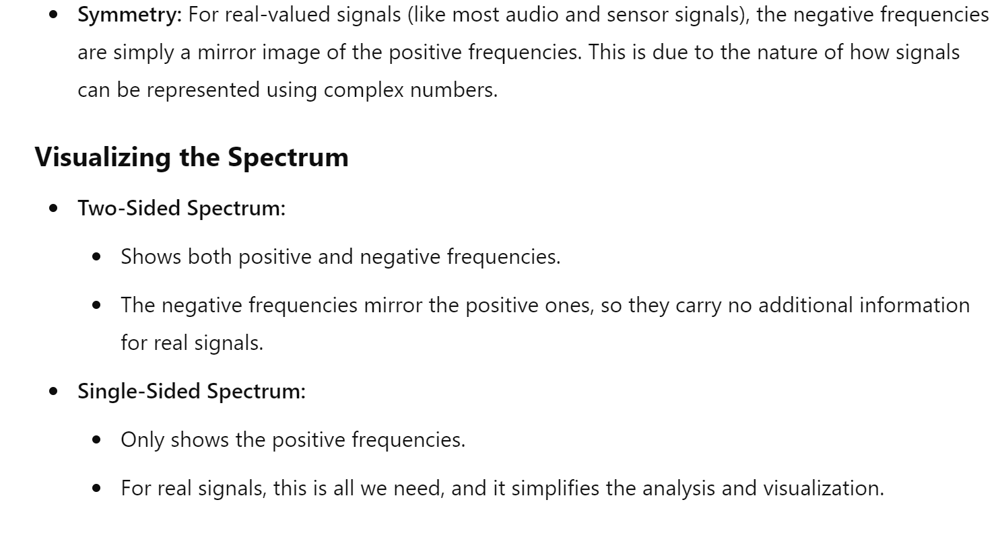 • Symmetry: For real-valued signals (like most audio and sensor signals), the negative frequencies
are simply a mirror image of the positive frequencies. This is due to the nature of how signals
can be represented using complex numbers.
Visualizing the Spectrum
• Two-Sided Spectrum:
• Shows both positive and negative frequencies.
• The negative frequencies mirror the positive ones, so they carry no additional information
for real signals.
• Single-Sided Spectrum:
• Only shows the positive frequencies.
• For real signals, this is all we need, and it simplifies the analysis and visualization.